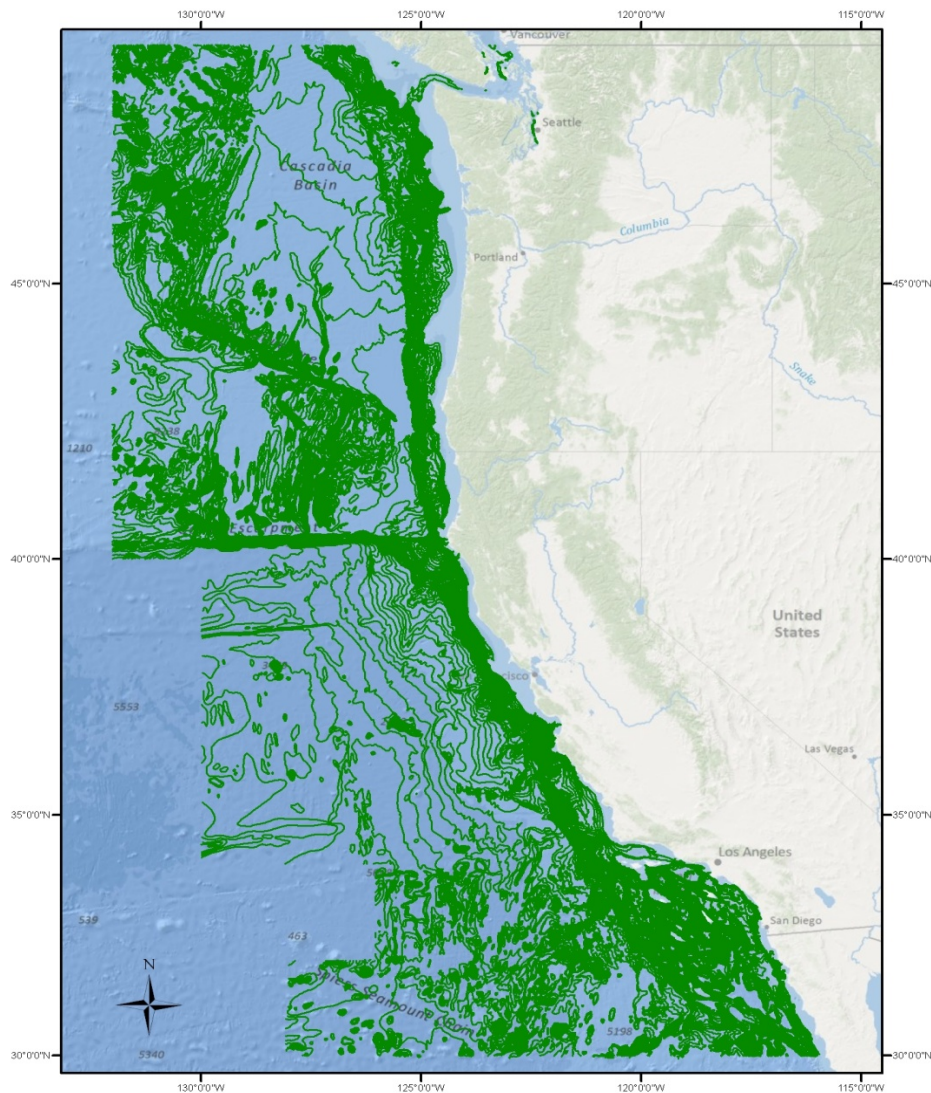 130°0'0"W 125°0'0"W 120°0'0"W 115°0'0"W
Vancouver
Seattle
Cascadia
Basin
Columbia
Portland
45°0'0"N 45°0'0"N
Snake
1210
Escarpment
40°0'0"N 40°0'0"N
United
States
cisco
5553
Las Vegas
35°0'0"N 35°0'0"N
Los Angeles
539
San Diego
463
N
Seamount
5198
30°0'0"N 30°0'0"N
5340
130°0'0"W 125°0'0"W 120°0'0"W 115°0'0"W